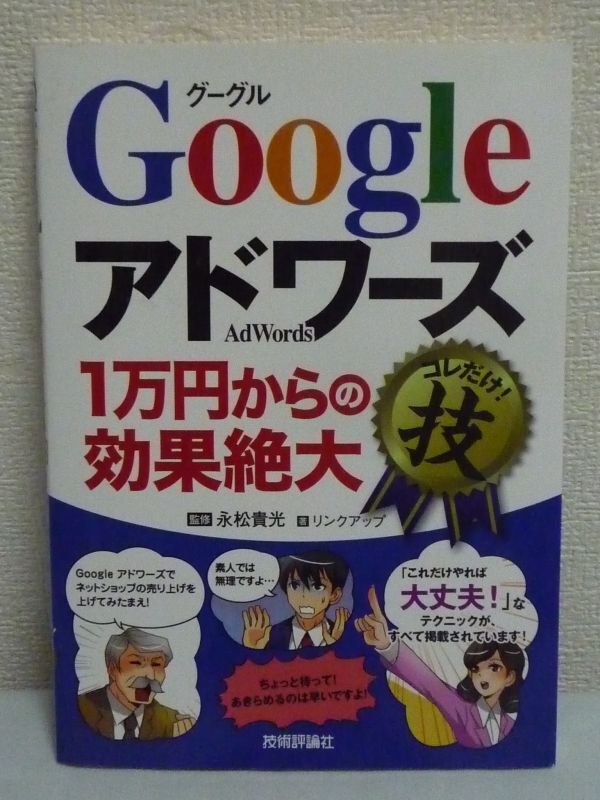 グーグル
Google
アドワーズ
AdWords
1万円からの
効果絶大
コレだけ!
技
監修 永松貴光 著 リンクアップ
Google アドワーズで
ネットショップの売り上げを
上げてみたまえ!
素人では
無理ですよ…
「これだけやれば
大丈夫!」な
テクニックが、
すべて掲載されています!
ちょっと待って!
あきらめるのは早いですよ!
技術評論社